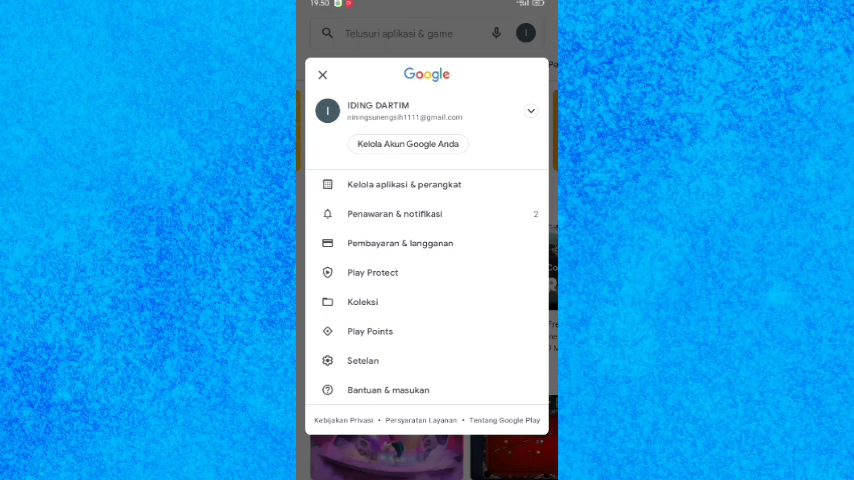 19.50
Telusuri aplikasi & game
I
Google
I
IDING DARTIM
niningsunengsih1111@gmail.com
Kelola Akun Google Anda
Kelola aplikasi & perangkat
Penawaran & notifikasi 2
Pembayaran & langganan
Play Protect
Koleksi
Play Points
Setelan
Bantuan & masukan
Kebijakan Privasi • Persyaratan Layanan • Tentang Google Play